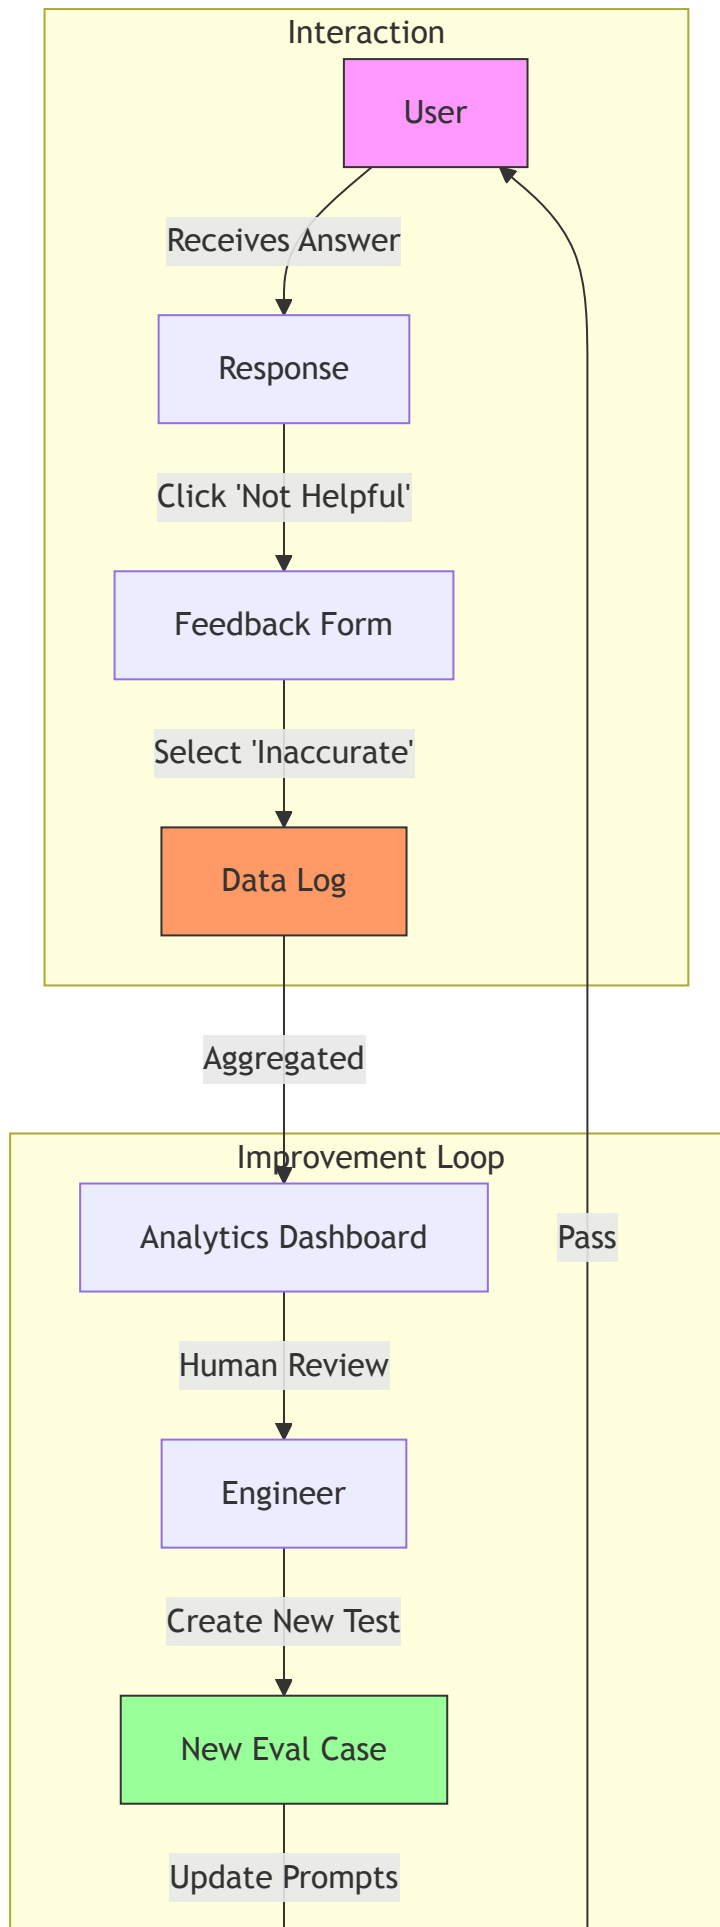 Interaction
User
Receives Answer
Response
Click 'Not Helpful'
Feedback Form
Select 'Inaccurate'
Data Log
Aggregated
Improvement Loop
Analytics Dashboard
Pass
Human Review
Engineer
Create New Test
New Eval Case
Update Prompts